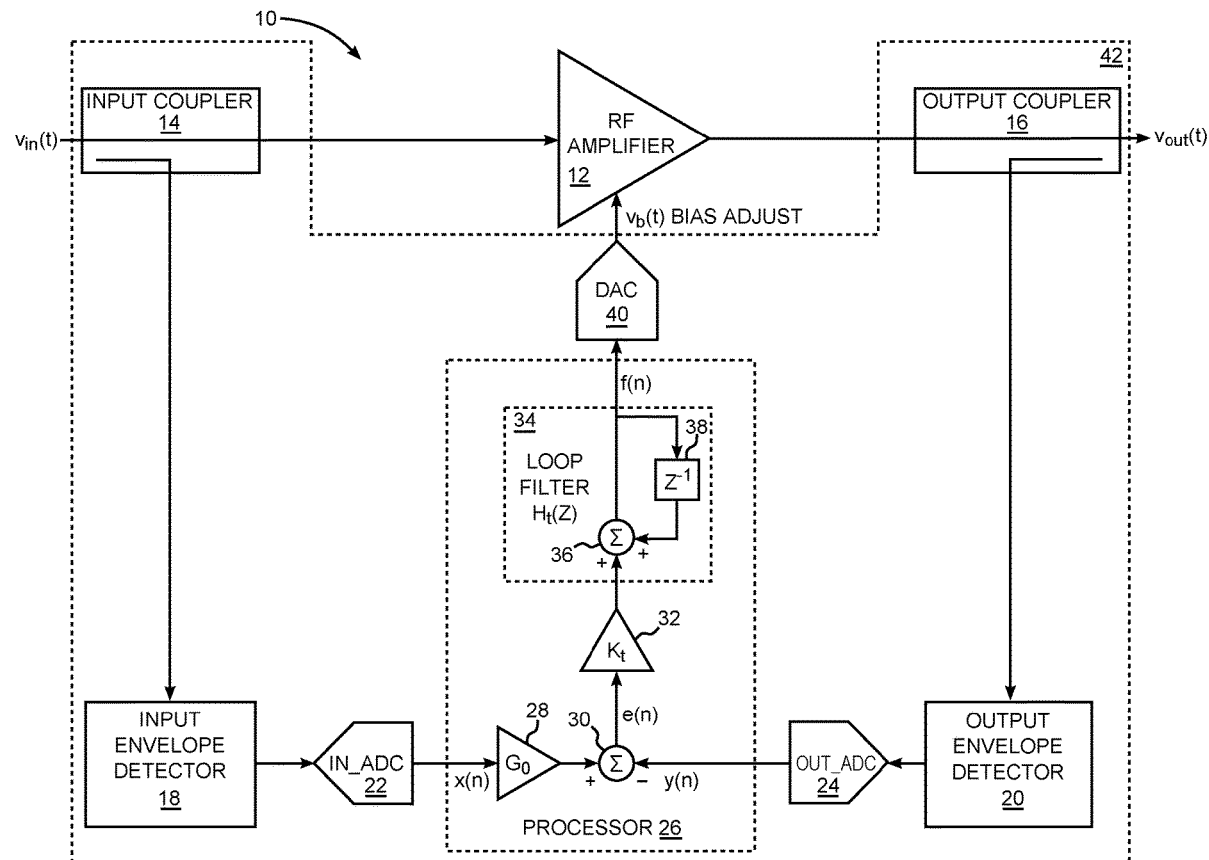 10
42
INPUT COUPLER
14
OUTPUT COUPLER
16
v_in(t)
RF
AMPLIFIER
12
v_out(t)
v_b(t) BIAS ADJUST
DAC
40
f(n)
34
38
LOOP
FILTER
H_t(Z)
Z⁻¹
Σ
36
+
+
32
K_t
e(n)
INPUT
ENVELOPE
DETECTOR
18
IN_ADC
22
x(n)
28
G_0
30
Σ
+
−
y(n)
OUT_ADC
24
OUTPUT
ENVELOPE
DETECTOR
20
PROCESSOR 26